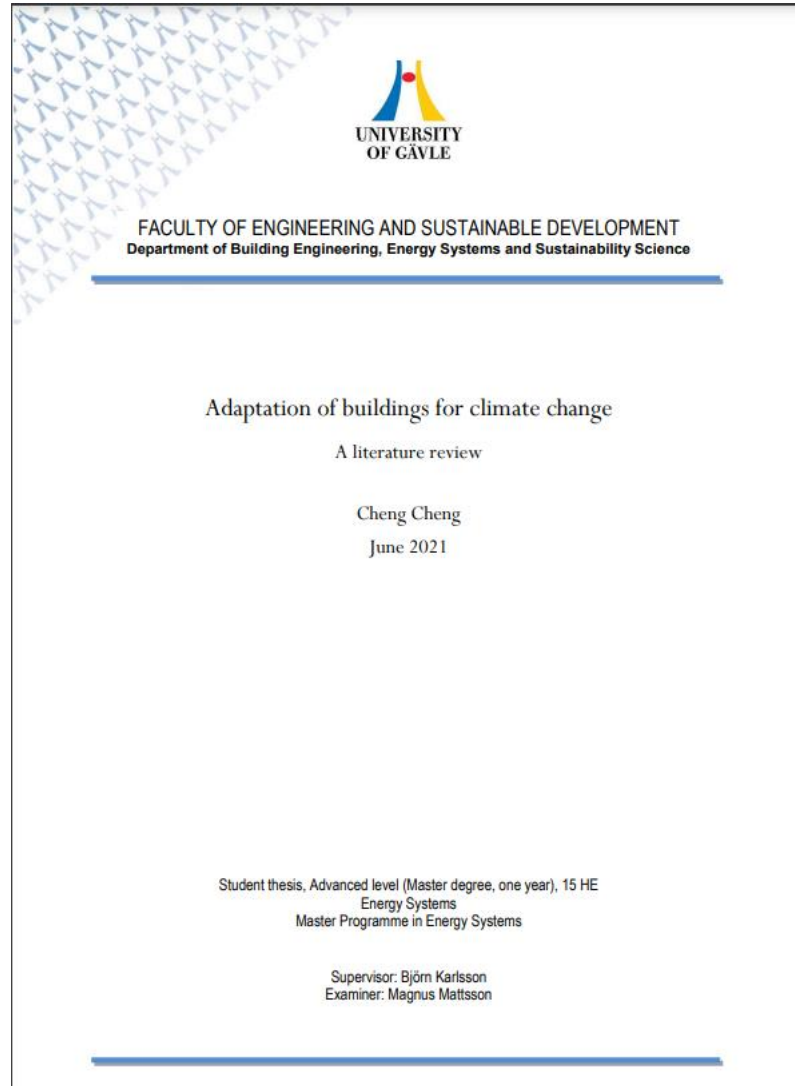 UNIVERSITY
OF GÄVLE
FACULTY OF ENGINEERING AND SUSTAINABLE DEVELOPMENT
Department of Building Engineering, Energy Systems and Sustainability Science
Adaptation of buildings for climate change
A literature review
Cheng Cheng
June 2021
Student thesis, Advanced level (Master degree, one year), 15 HE
Energy Systems
Master Programme in Energy Systems
Supervisor: Björn Karlsson
Examiner: Magnus Mattsson